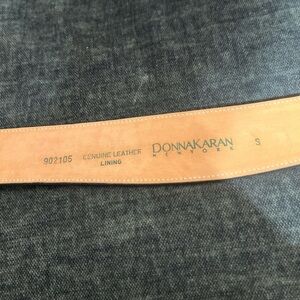 902105 GENUINE LEATHER LINING
DONNAKARAN
NEW YORK
S